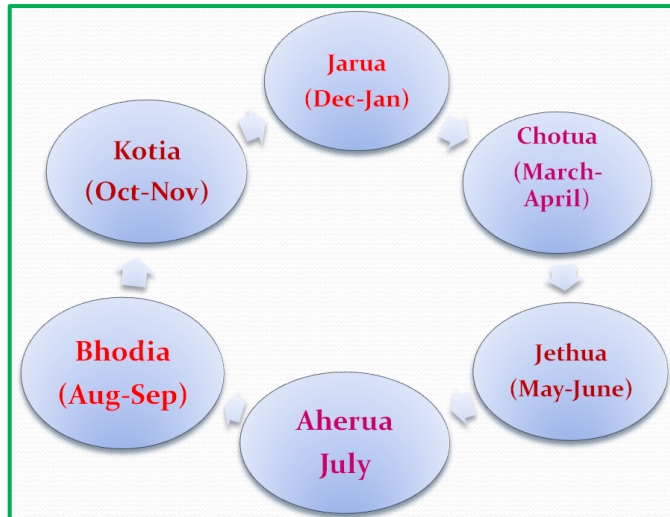 Jarua
(Dec-Jan)
Chotua
(March-
April)
Jethua
(May-June)
Aherua
July
Bhodia
(Aug-Sep)
Kotia
(Oct-Nov)